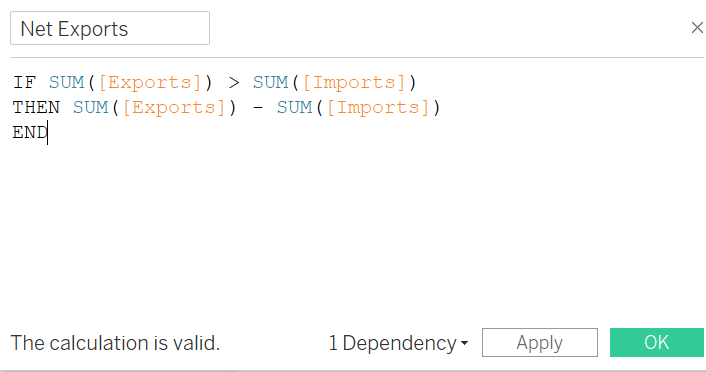 Net Exports
IF SUM([Exports]) > SUM([Imports])
THEN SUM([Exports]) - SUM([Imports])
END
The calculation is valid.
1 Dependency
Apply
OK